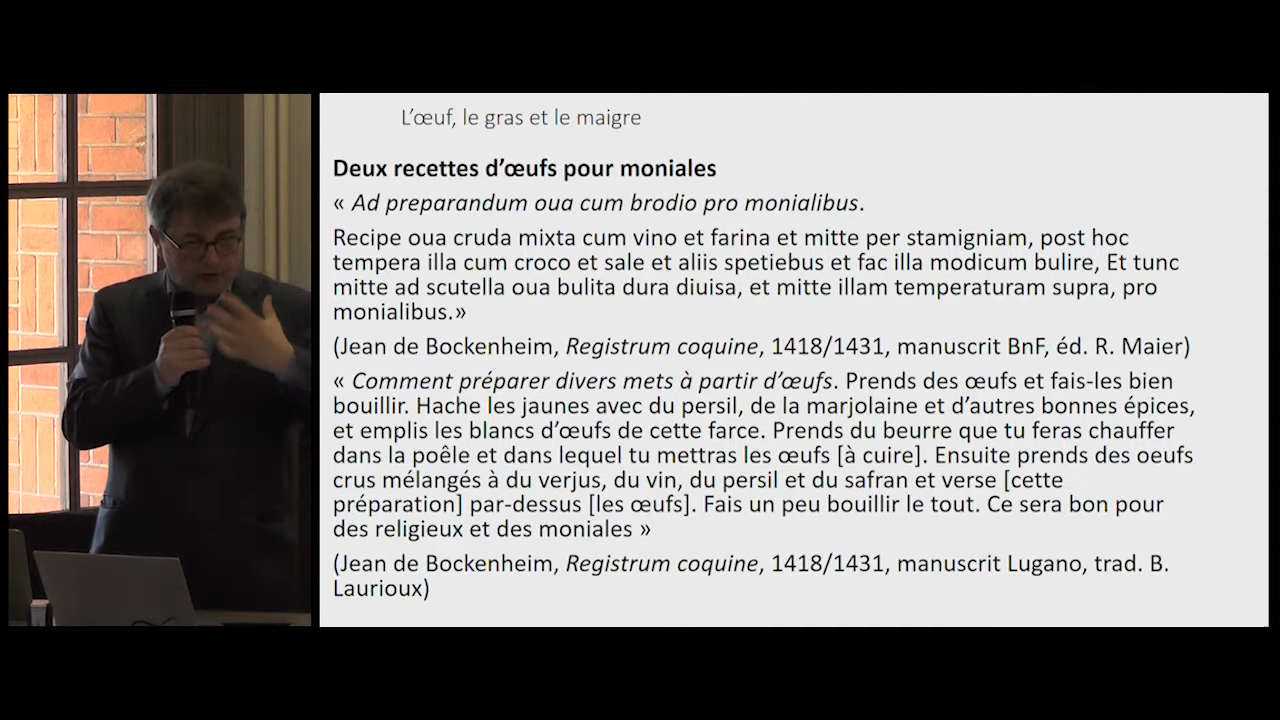 L’œuf, le gras et le maigre
Deux recettes d’œufs pour moniales
« Ad preparandum oua cum brodio pro monialibus.
Recipe oua cruda mixta cum vino et farina et mitte per stamigniam, post hoc
tempera illa cum croco et sale et aliis spetiebus et fac illa modicum bulire, Et tunc
mitte ad scutella oua bulita dura diuisa, et mitte illam temperaturam supra, pro
monialibus.»
(Jean de Bockenheim, Registrum coquine, 1418/1431, manuscrit BnF, éd. R. Maier)
« Comment préparer divers mets à partir d’œufs. Prends des œufs et fais-les bien
bouillir. Hache les jaunes avec du persil, de la marjolaine et d’autres bonnes épices,
et emplis les blancs d’œufs de cette farce. Prends du beurre que tu feras chauffer
dans la poêle et dans lequel tu mettras les œufs [à cuire]. Ensuite prends des oeufs
crus mélangés à du verjus, du vin, du persil et du safran et verse [cette
préparation] par-dessus [les œufs]. Fais un peu bouillir le tout. Ce sera bon pour
des religieux et des moniales »
(Jean de Bockenheim, Registrum coquine, 1418/1431, manuscrit Lugano, trad. B.
Laurioux)